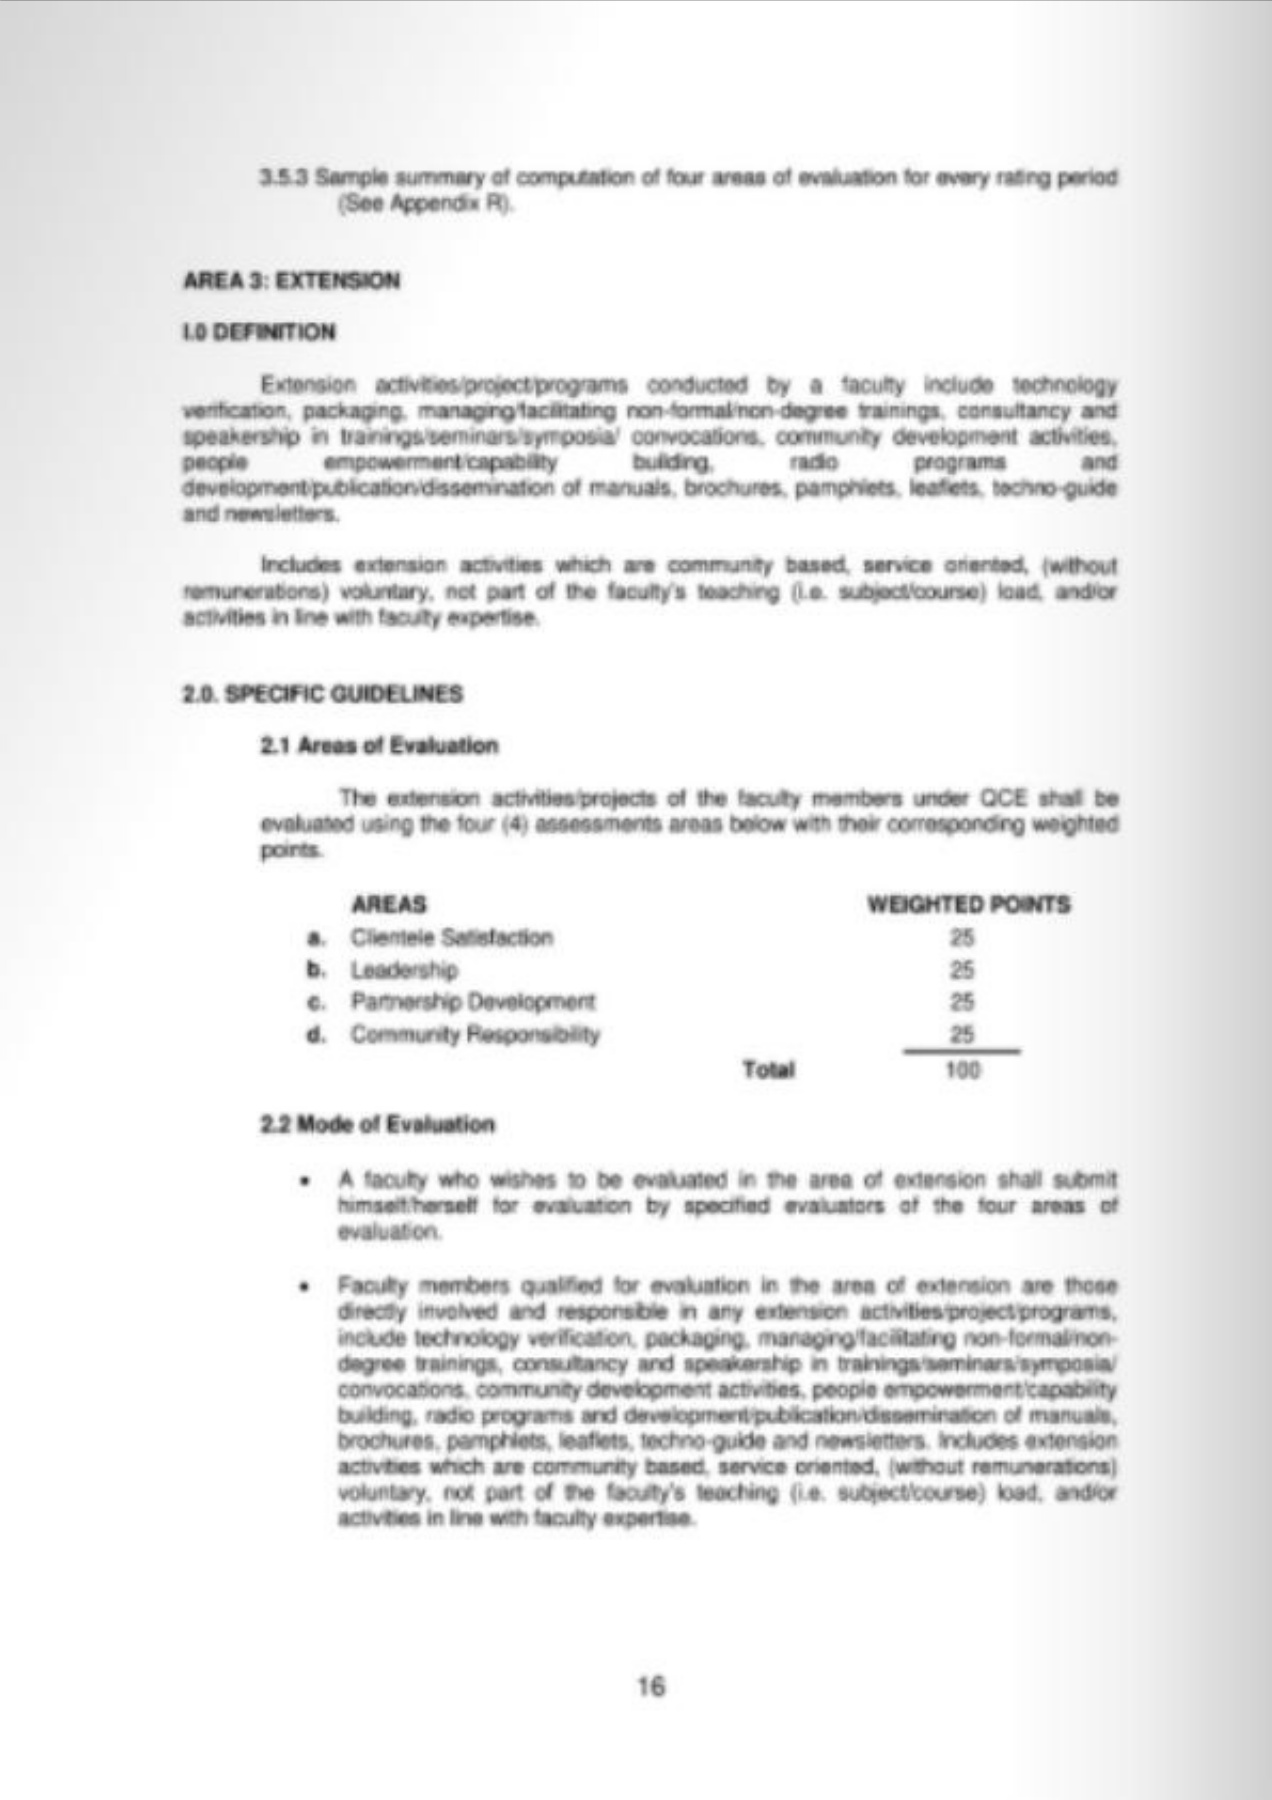 3.5.3 Sample summary of computation of four areas of evaluation for every rating period
(See Appendix R).
AREA 3: EXTENSION
I.0 DEFINITION
Extension activities/project/programs conducted by a faculty include technology
verification, packaging, managing/facilitating non-formal/non-degree trainings, consultancy and
speakership in trainings/seminars/symposia/ convocations, community development activities,
people empowerment/capability building, radio programs and
development/publication/dissemination of manuals, brochures, pamphlets, leaflets, techno-guide
and newsletters.
Includes extension activities which are community based, service oriented, (without
remunerations) voluntary, not part of the faculty's teaching (i.e. subject/course) load, and/or
activities in line with faculty expertise.
2.0. SPECIFIC GUIDELINES
2.1 Areas of Evaluation
The extension activities/projects of the faculty members under QCE shall be
evaluated using the four (4) assessments areas below with their corresponding weighted
points.
AREAS WEIGHTED POINTS
a. Clientele Satisfaction 25
b. Leadership 25
c. Partnership Development 25
d. Community Responsibility 25
Total 100
2.2 Mode of Evaluation
• A faculty who wishes to be evaluated in the area of extension shall submit
himself/herself for evaluation by specified evaluators of the four areas of
evaluation.
• Faculty members qualified for evaluation in the area of extension are those
directly involved and responsible in any extension activities/project/programs,
include technology verification, packaging, managing/facilitating non-formal/non-
degree trainings, consultancy and speakership in trainings/seminars/symposia/
convocations, community development activities, people empowerment/capability
building, radio programs and development/publication/dissemination of manuals,
brochures, pamphlets, leaflets, techno-guide and newsletters. Includes extension
activities which are community based, service oriented, (without remunerations)
voluntary, not part of the faculty's teaching (i.e. subject/course) load, and/or
activities in line with faculty expertise.
16